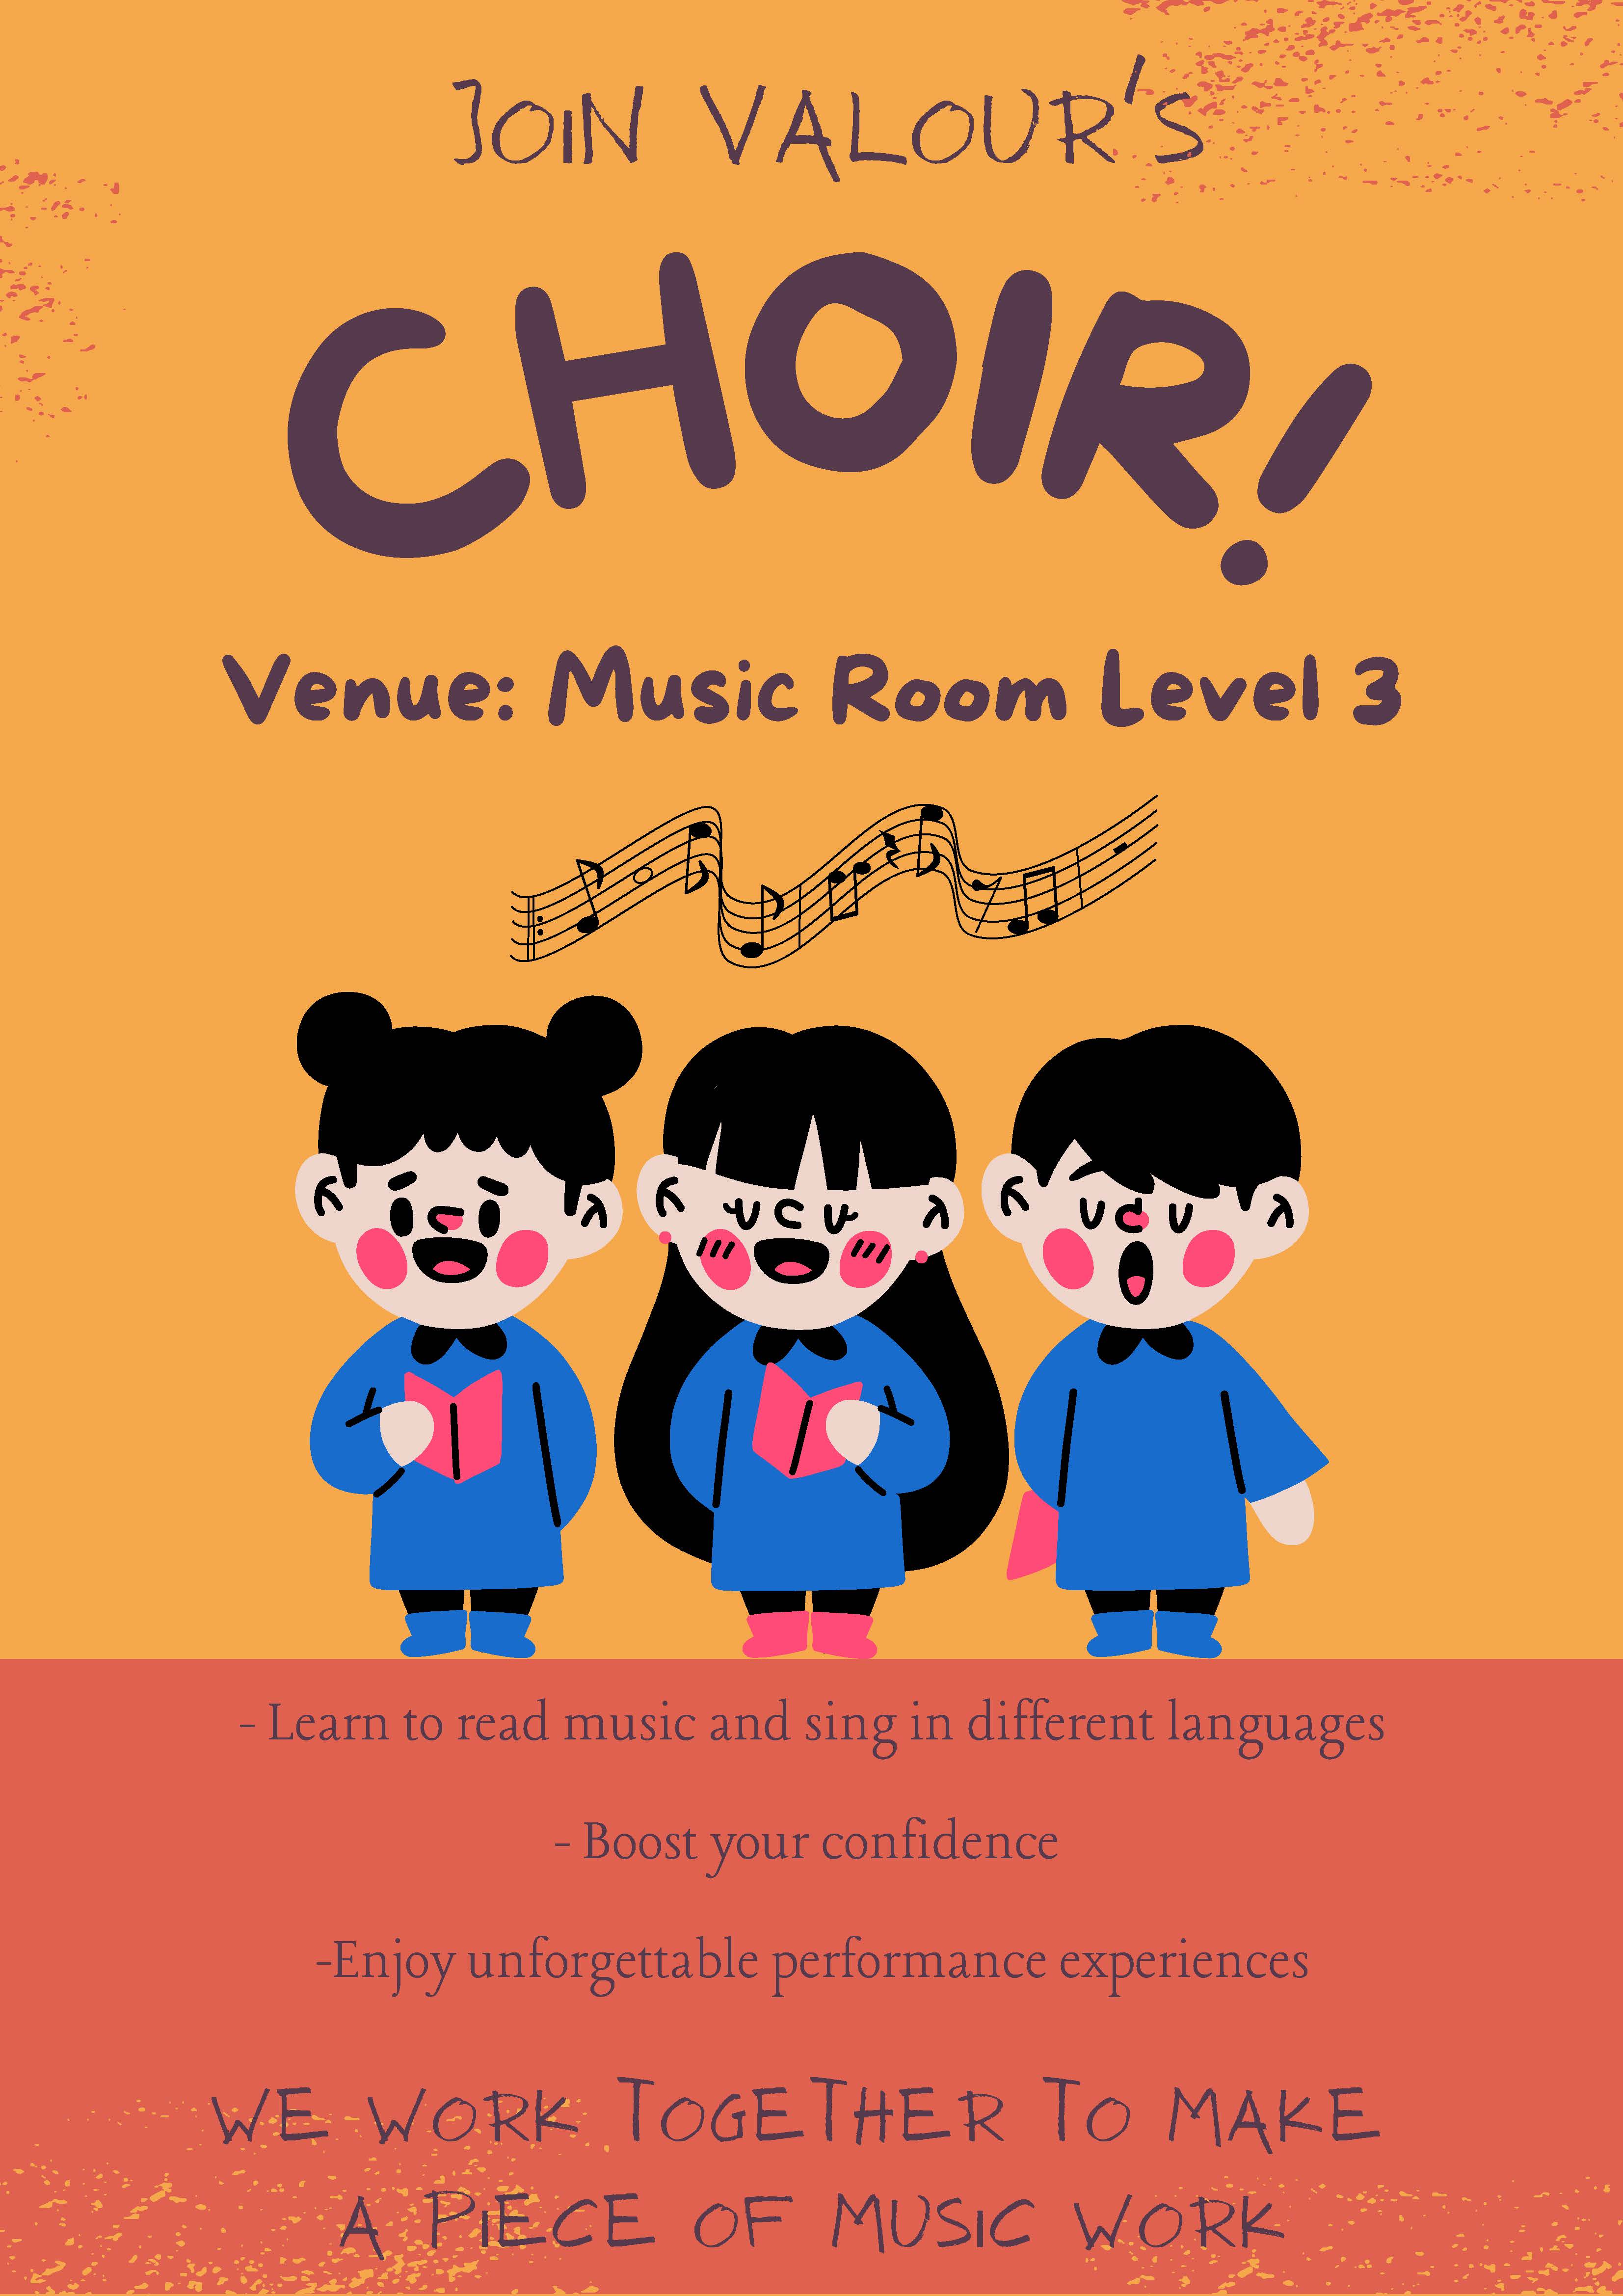 JOIN VALOUR'S
CHOIR!
Venue: Music Room Level 3
- Learn to read music and sing in different languages
- Boost your confidence
-Enjoy unforgettable performance experiences
WE WORK TOGETHER TO MAKE
A PIECE OF MUSIC WORK